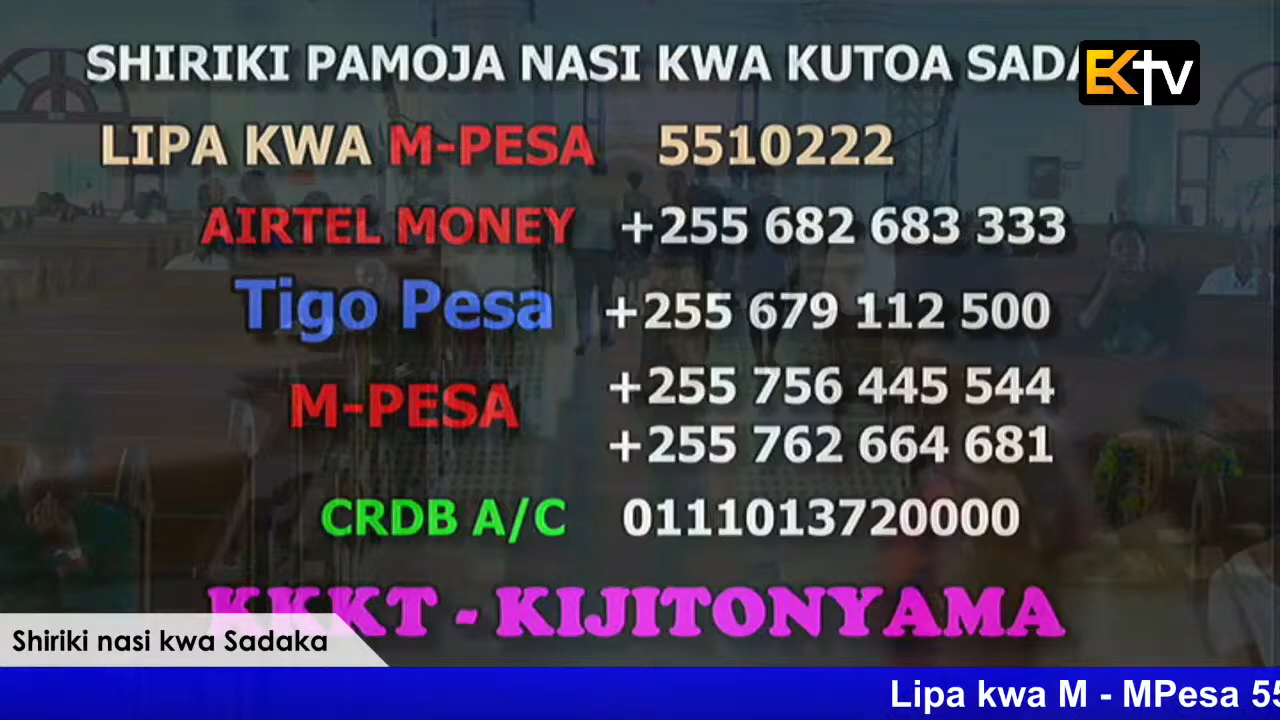 SHIRIKI PAMOJA NASI KWA KUTOA
EKTV
LIPA KWA M-PESA 5510222
AIRTEL MONEY +255 682 683 333
Tigo Pesa +255 679 112 500
M-PESA +255 756 445 544
+255 762 664 681
CRDB A/C 0111013720000
KKKT - KIJITONYAMA
Shiriki nasi kwa Sadaka
Lipa kwa M - MPesa